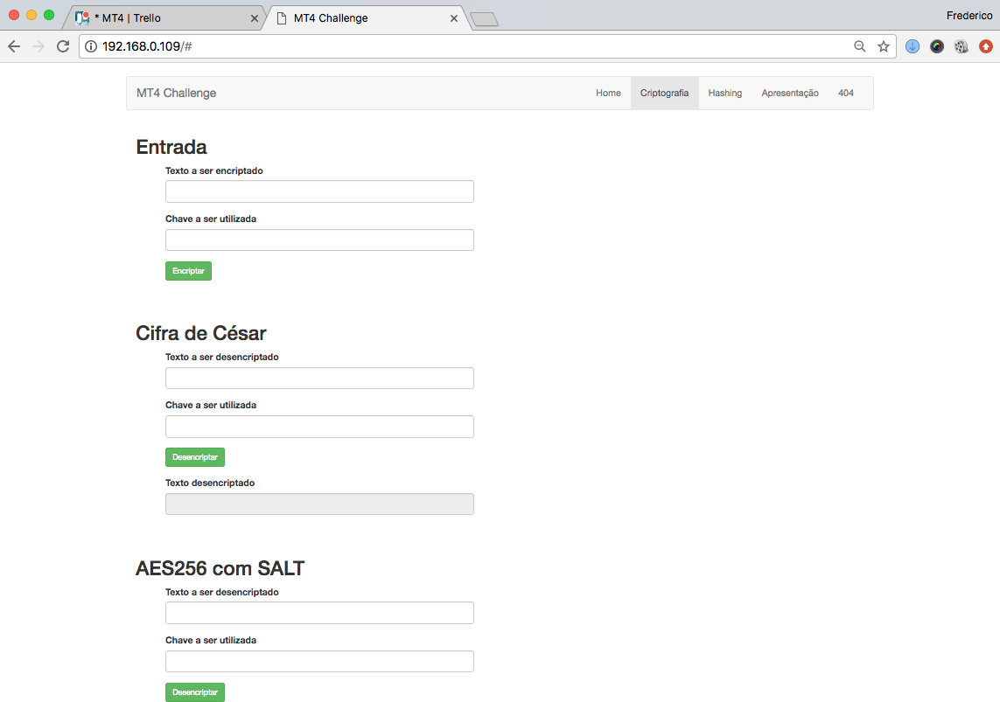 * MT4 | Trello
MT4 Challenge
Frederico
192.168.0.109/#
MT4 Challenge Home Criptografia Hashing Apresentação 404
Entrada
Texto a ser encriptado
Chave a ser utilizada
Encriptar
Cifra de César
Texto a ser desencriptado
Chave a ser utilizada
Desencriptar
Texto desencriptado
AES256 com SALT
Texto a ser desencriptado
Chave a ser utilizada
Desencriptar